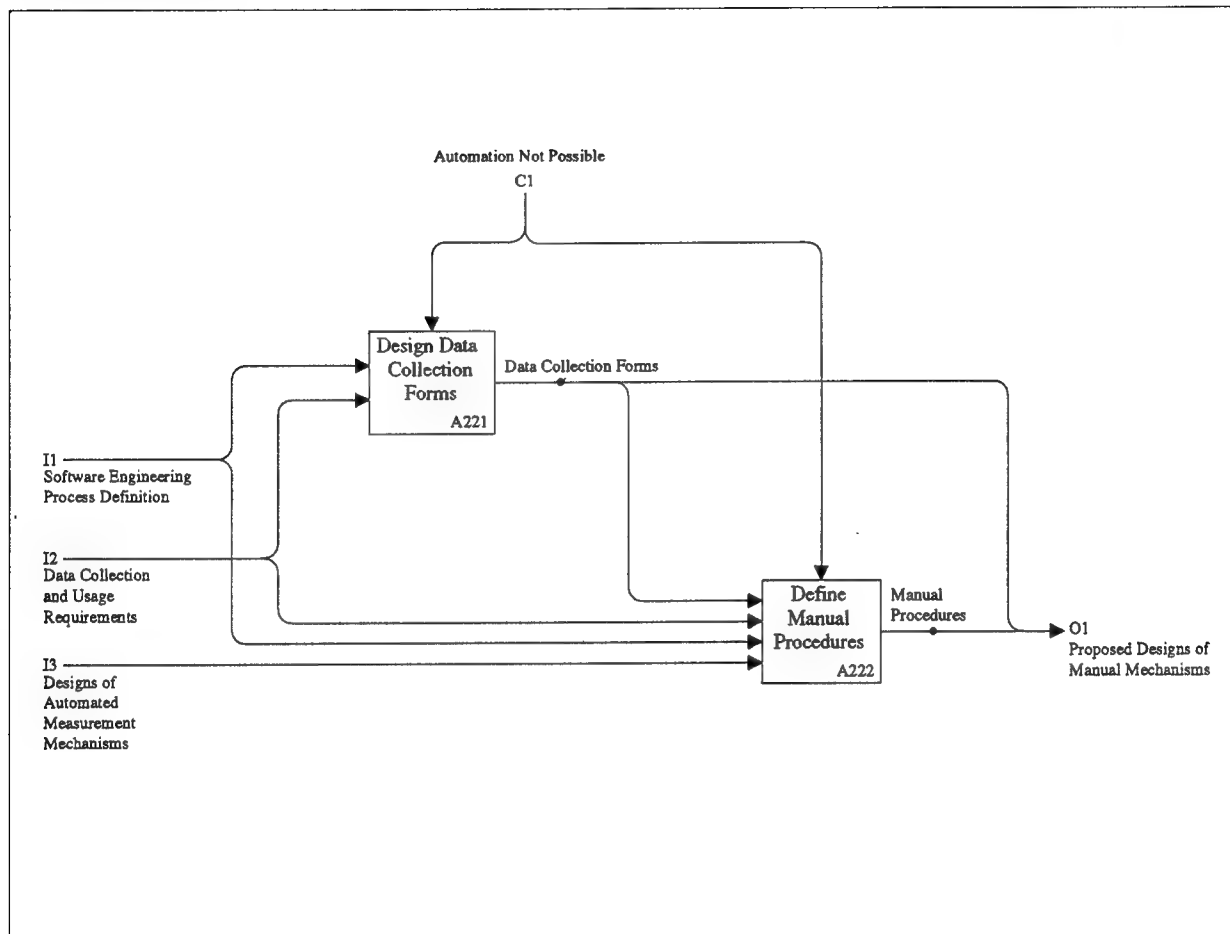 Automation Not Possible
C1
Design Data
Collection
Forms
A221
Data Collection Forms
I1
Software Engineering
Process Definition
I2
Data Collection
and Usage
Requirements
Define
Manual
Procedures
A222
Manual
Procedures
O1
Proposed Designs of
Manual Mechanisms
I3
Designs of
Automated
Measurement
Mechanisms